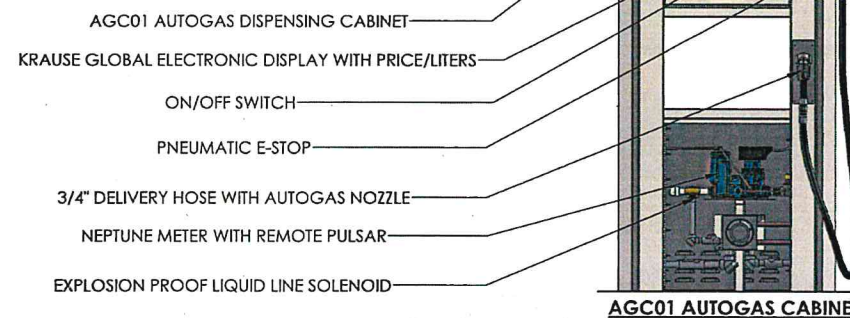 AGC01 AUTOGAS DISPENSING CABINET
KRAUSE GLOBAL ELECTRONIC DISPLAY WITH PRICE/LITERS
ON/OFF SWITCH
PNEUMATIC E-STOP
3/4" DELIVERY HOSE WITH AUTOGAS NOZZLE
NEPTUNE METER WITH REMOTE PULSAR
EXPLOSION PROOF LIQUID LINE SOLENOID
AGC01 AUTOGAS CABINE